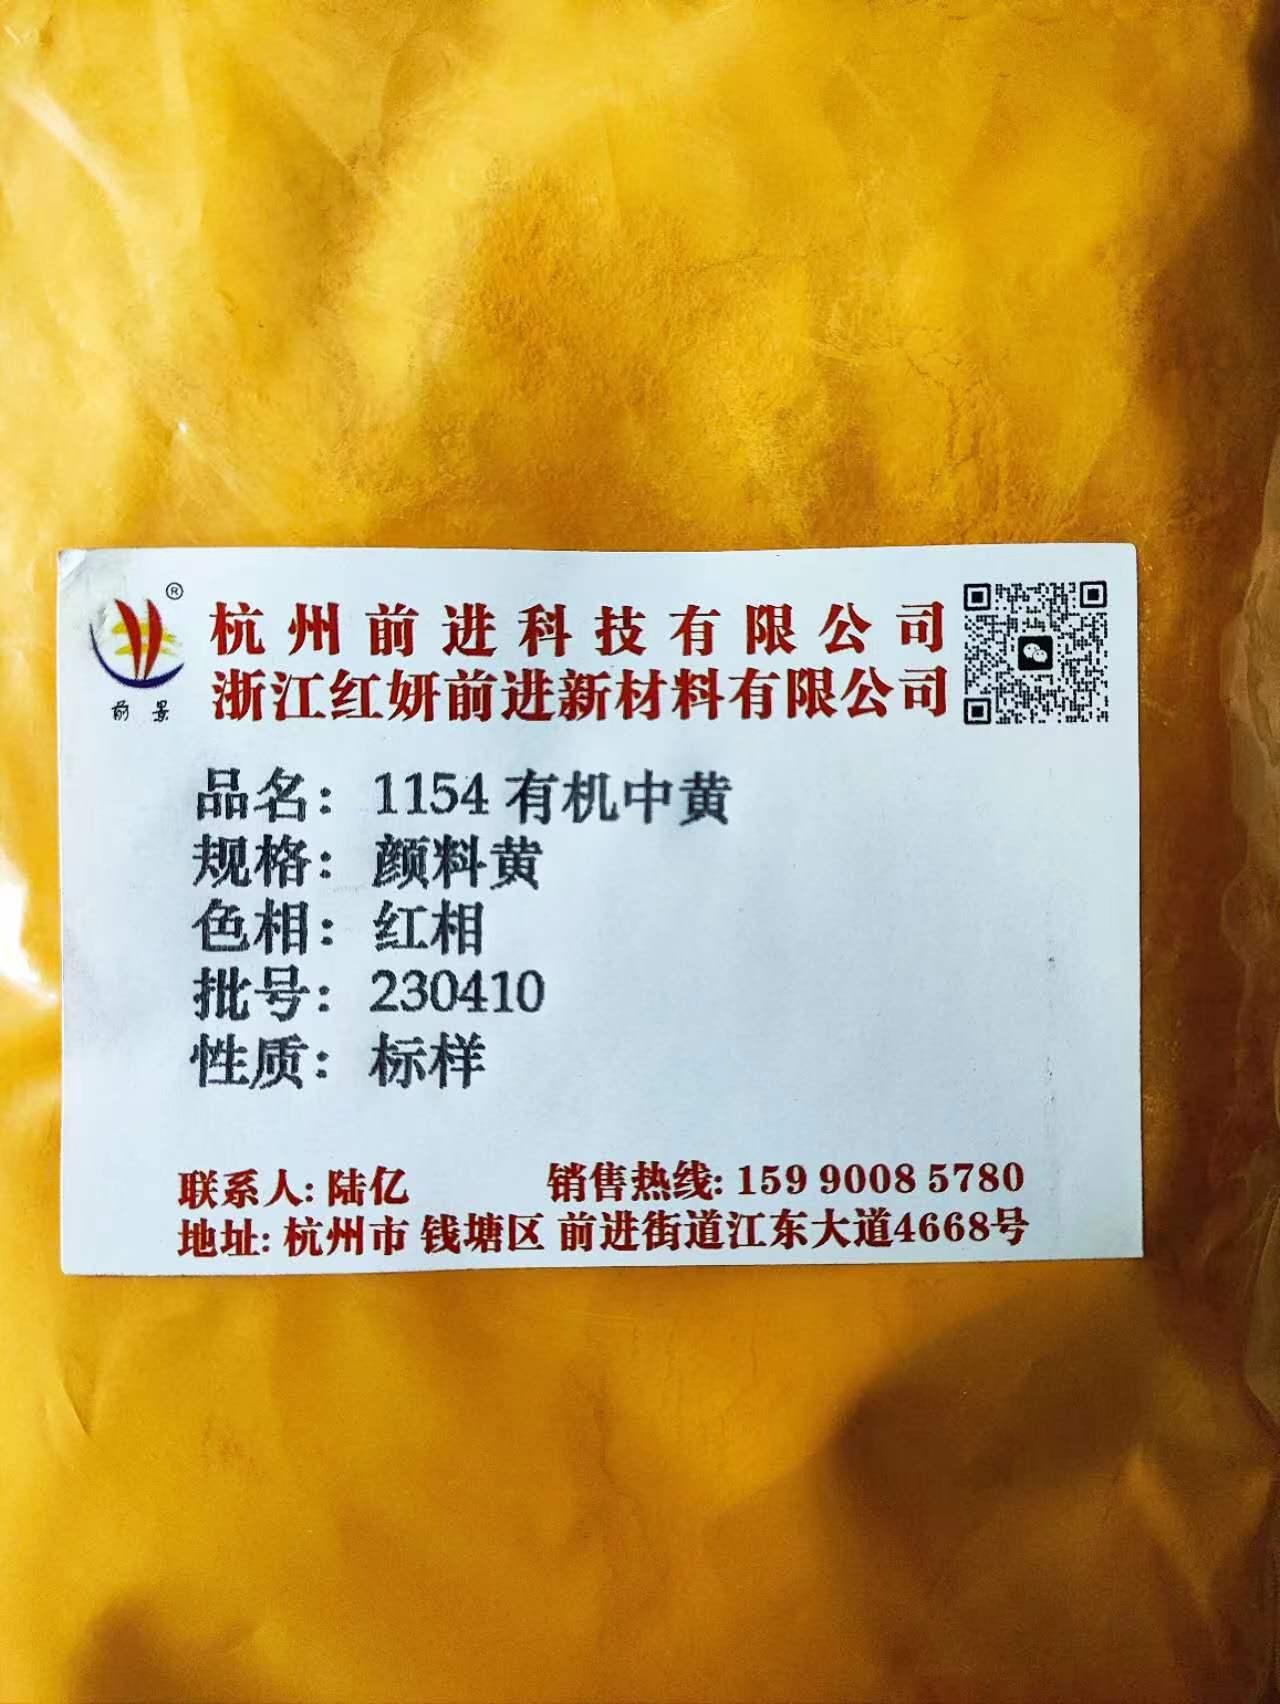 ®
杭州前进科技有限公司
浙江红妍前进新材料有限公司
前景
品名：1154 有机中黄
规格：颜料黄
色相：红相
批号：230410
性质：标样
联系人: 陆亿 销售热线: 159 9008 5780
地址: 杭州市 钱塘区 前进街道江东大道4668号